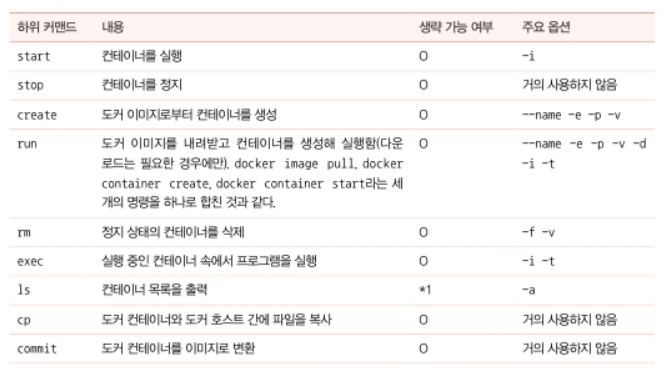 하위 커맨드 내용 생략 가능 여부 주요 옵션
start 컨테이너를 실행 O -i
stop 컨테이너를 정지 O 거의 사용하지 않음
create 도커 이미지로부터 컨테이너를 생성 O --name -e -p -v
run 도커 이미지를 내려받고 컨테이너를 생성해 실행함(다운 O --name -e -p -v -d
로드는 필요한 경우에만). docker image pull, docker -i -t
container create, docker container start라는 세
개의 명령을 하나로 합친 것과 같다.
rm 정지 상태의 컨테이너를 삭제 O -f -v
exec 실행 중인 컨테이너 속에서 프로그램을 실행 O -i -t
ls 컨테이너 목록을 출력 *1 -a
cp 도커 컨테이너와 도커 호스트 간에 파일을 복사 O 거의 사용하지 않음
commit 도커 컨테이너를 이미지로 변환 O 거의 사용하지 않음